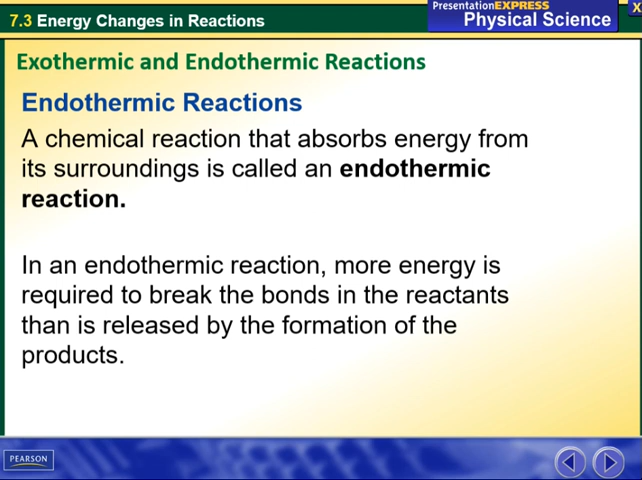 7.3 Energy Changes in Reactions
PresentationEXPRESS
Physical Science
X
Exothermic and Endothermic Reactions
Endothermic Reactions
A chemical reaction that absorbs energy from
its surroundings is called an endothermic
reaction.
In an endothermic reaction, more energy is
required to break the bonds in the reactants
than is released by the formation of the
products.
PEARSON